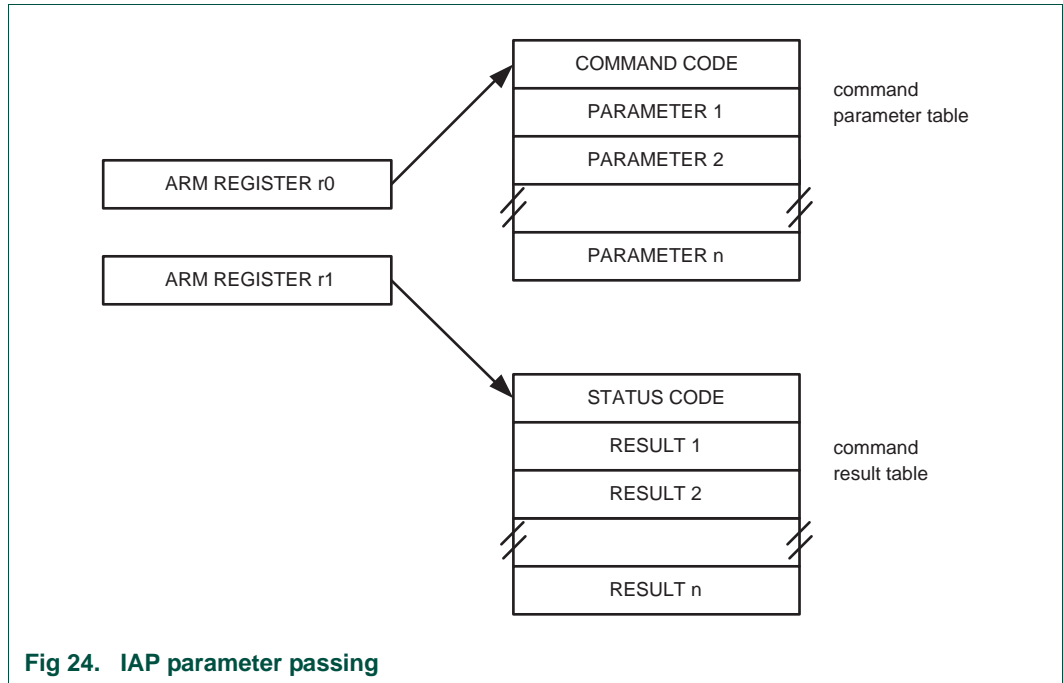 COMMAND CODE
PARAMETER 1
PARAMETER 2
PARAMETER n
command
parameter table
ARM REGISTER r0
ARM REGISTER r1
STATUS CODE
RESULT 1
RESULT 2
RESULT n
command
result table
Fig 24. IAP parameter passing